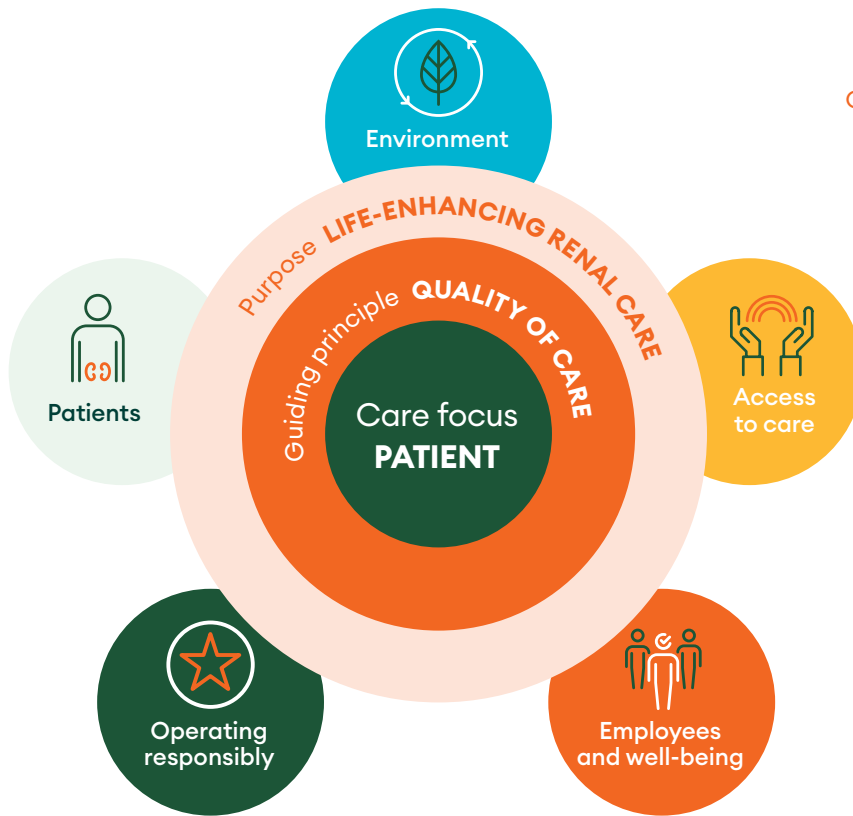 Environment
Purpose LIFE-ENHANCING RENAL CARE
Guiding principle QUALITY OF CARE
Care focus
PATIENT
Patients
Access
to care
Operating
responsibly
Employees
and well-being